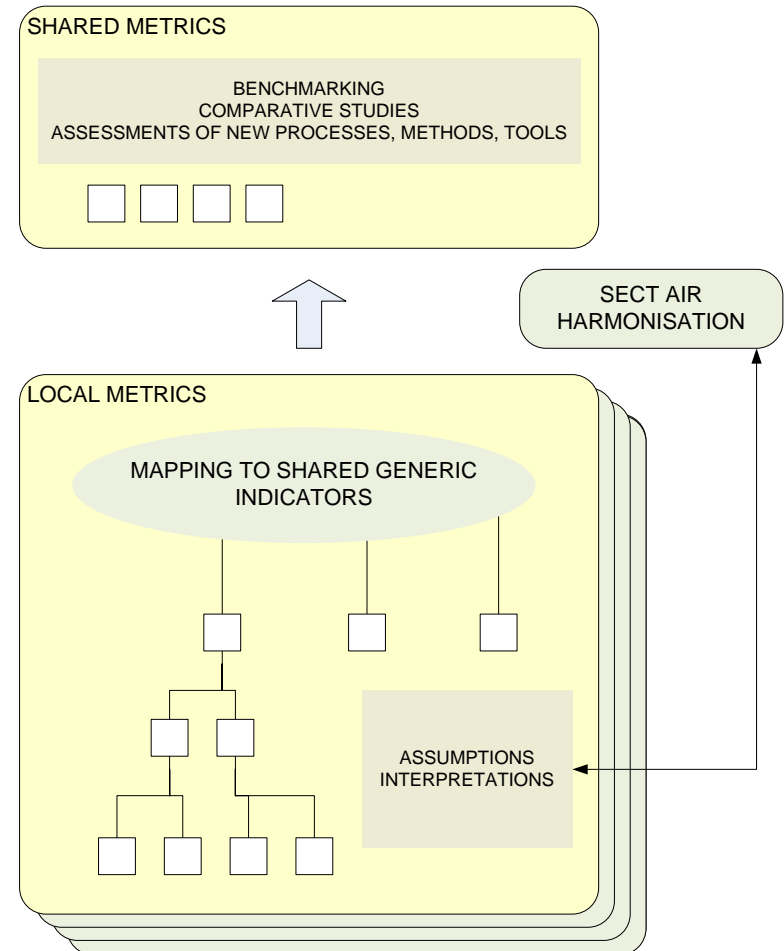 SHARED METRICS
BENCHMARKING
COMPARATIVE STUDIES
ASSESSMENTS OF NEW PROCESSES, METHODS, TOOLS
SECT AIR
HARMONISATION
LOCAL METRICS
MAPPING TO SHARED GENERIC
INDICATORS
ASSUMPTIONS
INTERPRETATIONS